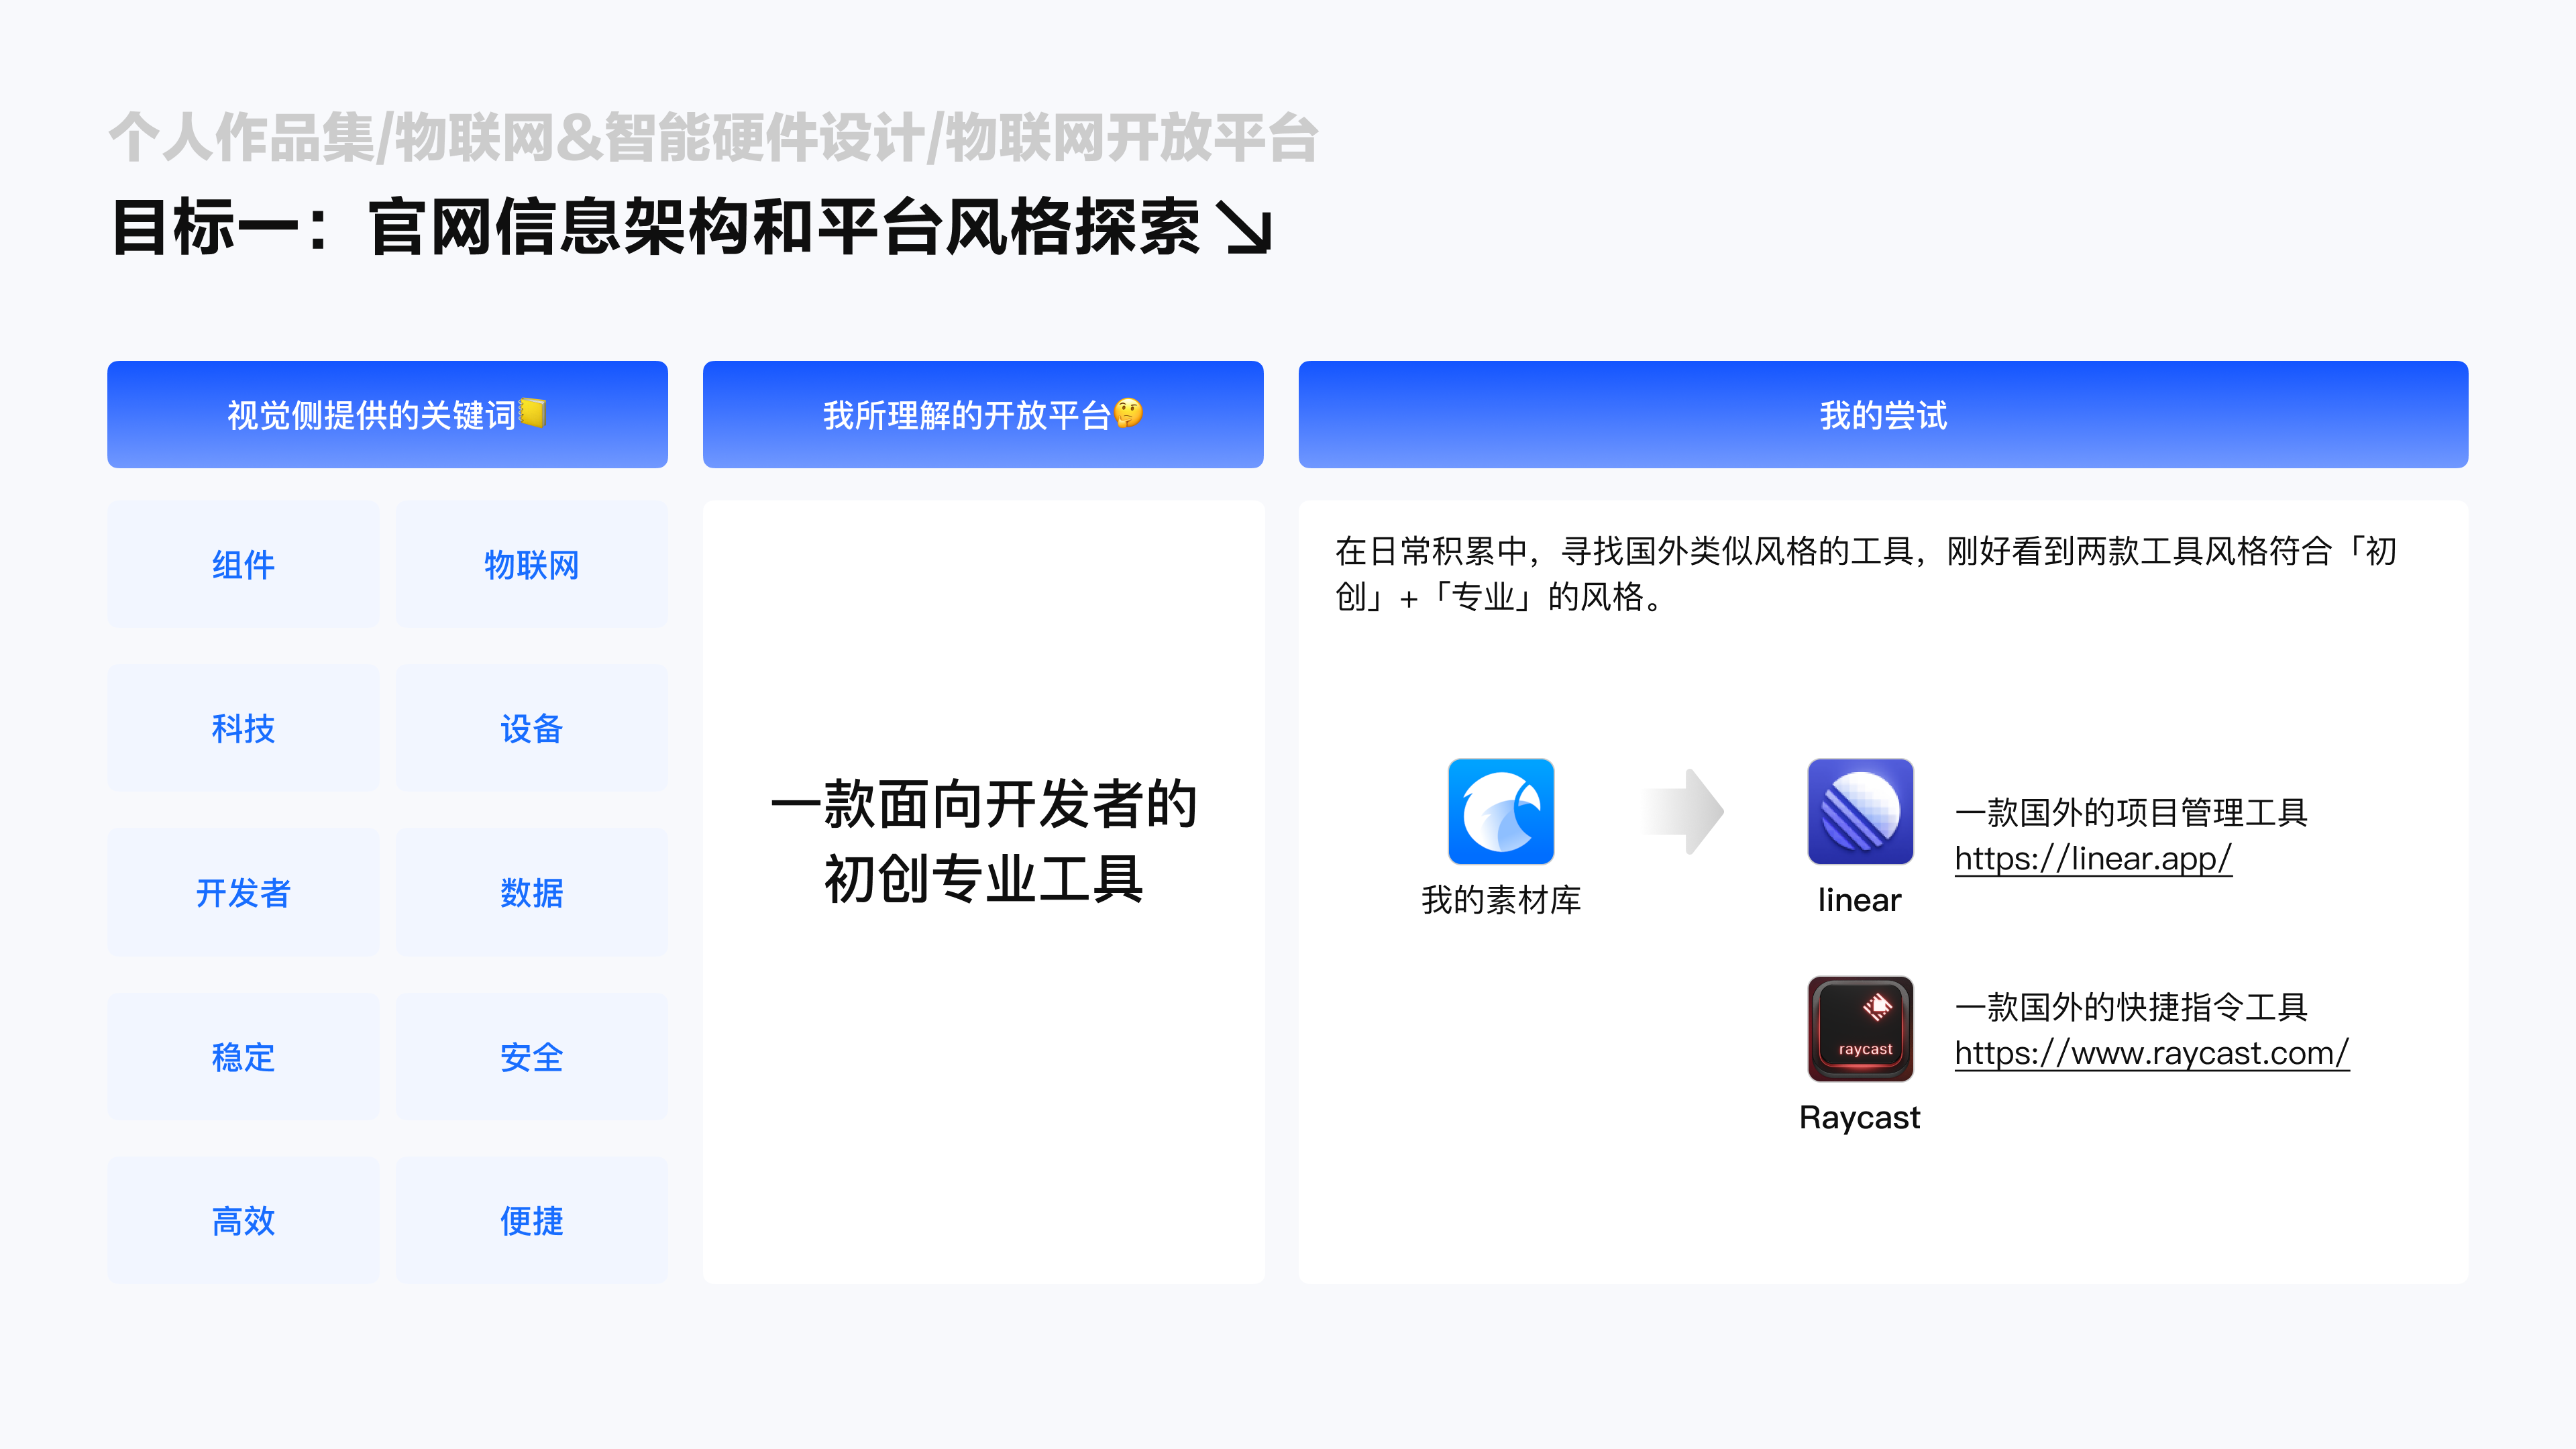 个人作品集/物联网&智能硬件设计/物联网开放平台
目标一：官网信息架构和平台风格探索↘
视觉侧提供的关键词📒
组件
物联网
科技
设备
开发者
数据
稳定
安全
高效
便捷
我所理解的开放平台🤔
一款面向开发者的
初创专业工具
我的尝试
在日常积累中，寻找国外类似风格的工具，刚好看到两款工具风格符合「初
创」+「专业」的风格。
我的素材库
linear
一款国外的项目管理工具
https://linear.app/
raycast
Raycast
一款国外的快捷指令工具
https://www.raycast.com/